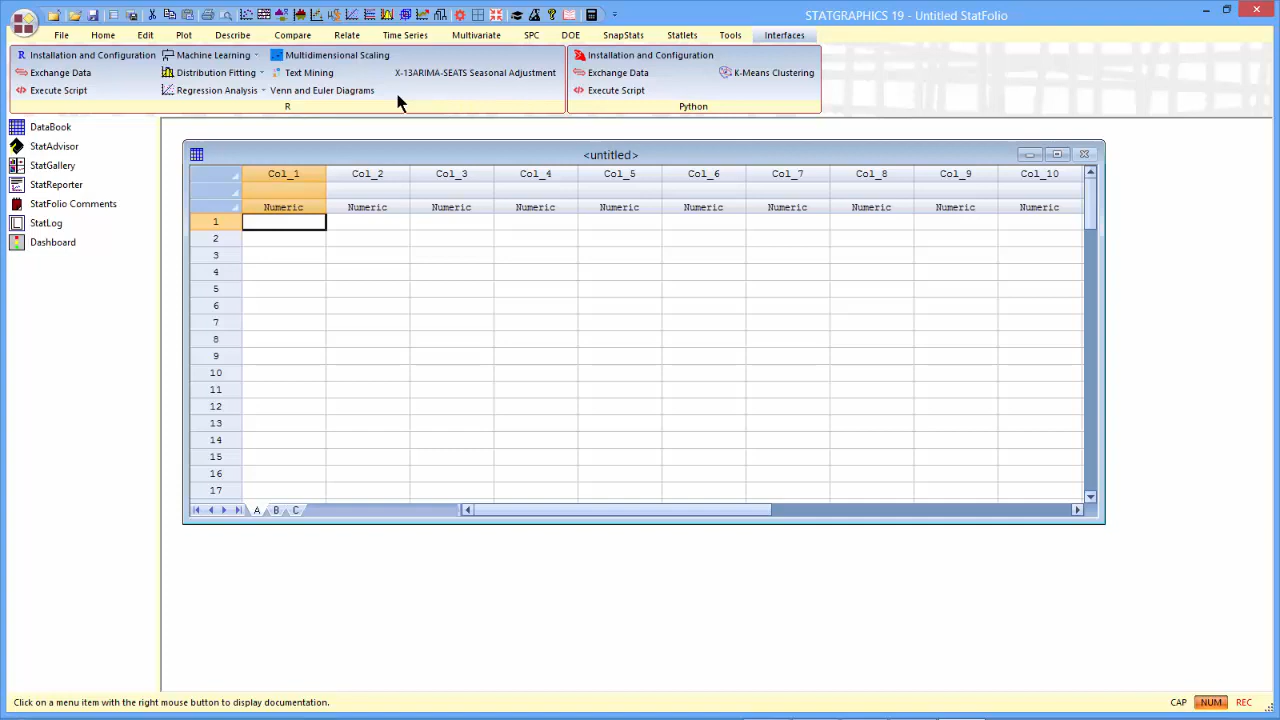 STATGRAPHICS 19 - Untitled StatFolio
File Home Edit Plot Describe Compare Relate Time Series Multivariate SPC DOE SnapStats Statlets Tools Interfaces
R Installation and Configuration Machine Learning Multidimensional Scaling Installation and Configuration
Exchange Data Distribution Fitting Text Mining X-13ARIMA-SEATS Seasonal Adjustment Exchange Data K-Means Clustering
Execute Script Regression Analysis Venn and Euler Diagrams Execute Script
R Python
DataBook
StatAdvisor
StatGallery
StatReporter
StatFolio Comments
StatLog
Dashboard
<untitled>
Col_1 Col_2 Col_3 Col_4 Col_5 Col_6 Col_7 Col_8 Col_9 Col_10
Numeric Numeric Numeric Numeric Numeric Numeric Numeric Numeric Numeric Numeric
1
2
3
4
5
6
7
8
9
10
11
12
13
14
15
16
17
A B C
Click on a menu item with the right mouse button to display documentation.
CAP NUM REC